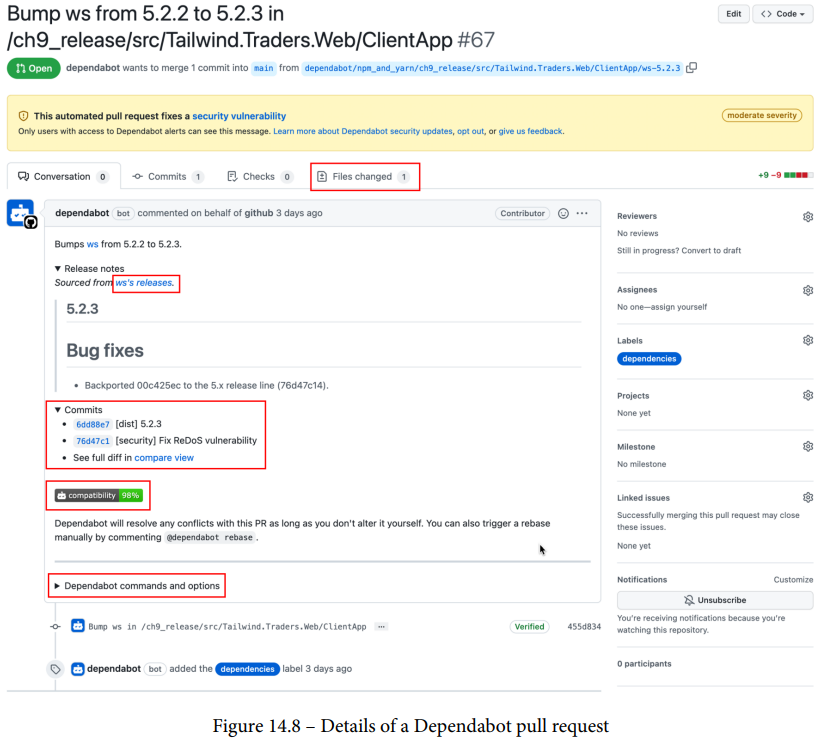 Bump ws from 5.2.2 to 5.2.3 in
/ch9_release/src/Tailwind.Traders.Web/ClientApp #67
Edit
<> Code
Open
dependabot wants to merge 1 commit into main from dependabot/npm_and_yarn/ch9_release/src/Tailwind.Traders.Web/ClientApp/ws-5.2.3
This automated pull request fixes a security vulnerability
moderate severity
Only users with access to Dependabot alerts can see this message. Learn more about Dependabot security updates, opt out, or give us feedback.
Conversation 0
Commits 1
Checks 0
Files changed 1
+9 −9
dependabot bot commented on behalf of github 3 days ago
Contributor
Bumps ws from 5.2.2 to 5.2.3.
Release notes
Sourced from ws's releases.
5.2.3
Bug fixes
Backported 00c425ec to the 5.x release line (76d47c14).
Commits
6dd88e7 [dist] 5.2.3
76d47c1 [security] Fix ReDoS vulnerability
See full diff in compare view
compatibility 98%
Dependabot will resolve any conflicts with this PR as long as you don't alter it yourself. You can also trigger a rebase
manually by commenting @dependabot rebase .
Dependabot commands and options
Bump ws in /ch9_release/src/Tailwind.Traders.Web/ClientApp ...
Verified
455d834
dependabot bot added the dependencies label 3 days ago
Reviewers
No reviews
Still in progress? Convert to draft
Assignees
No one—assign yourself
Labels
dependencies
Projects
None yet
Milestone
No milestone
Linked issues
Successfully merging this pull request may close
these issues.
None yet
Notifications
Customize
Unsubscribe
You're receiving notifications because you're
watching this repository.
0 participants
Figure 14.8 – Details of a Dependabot pull request